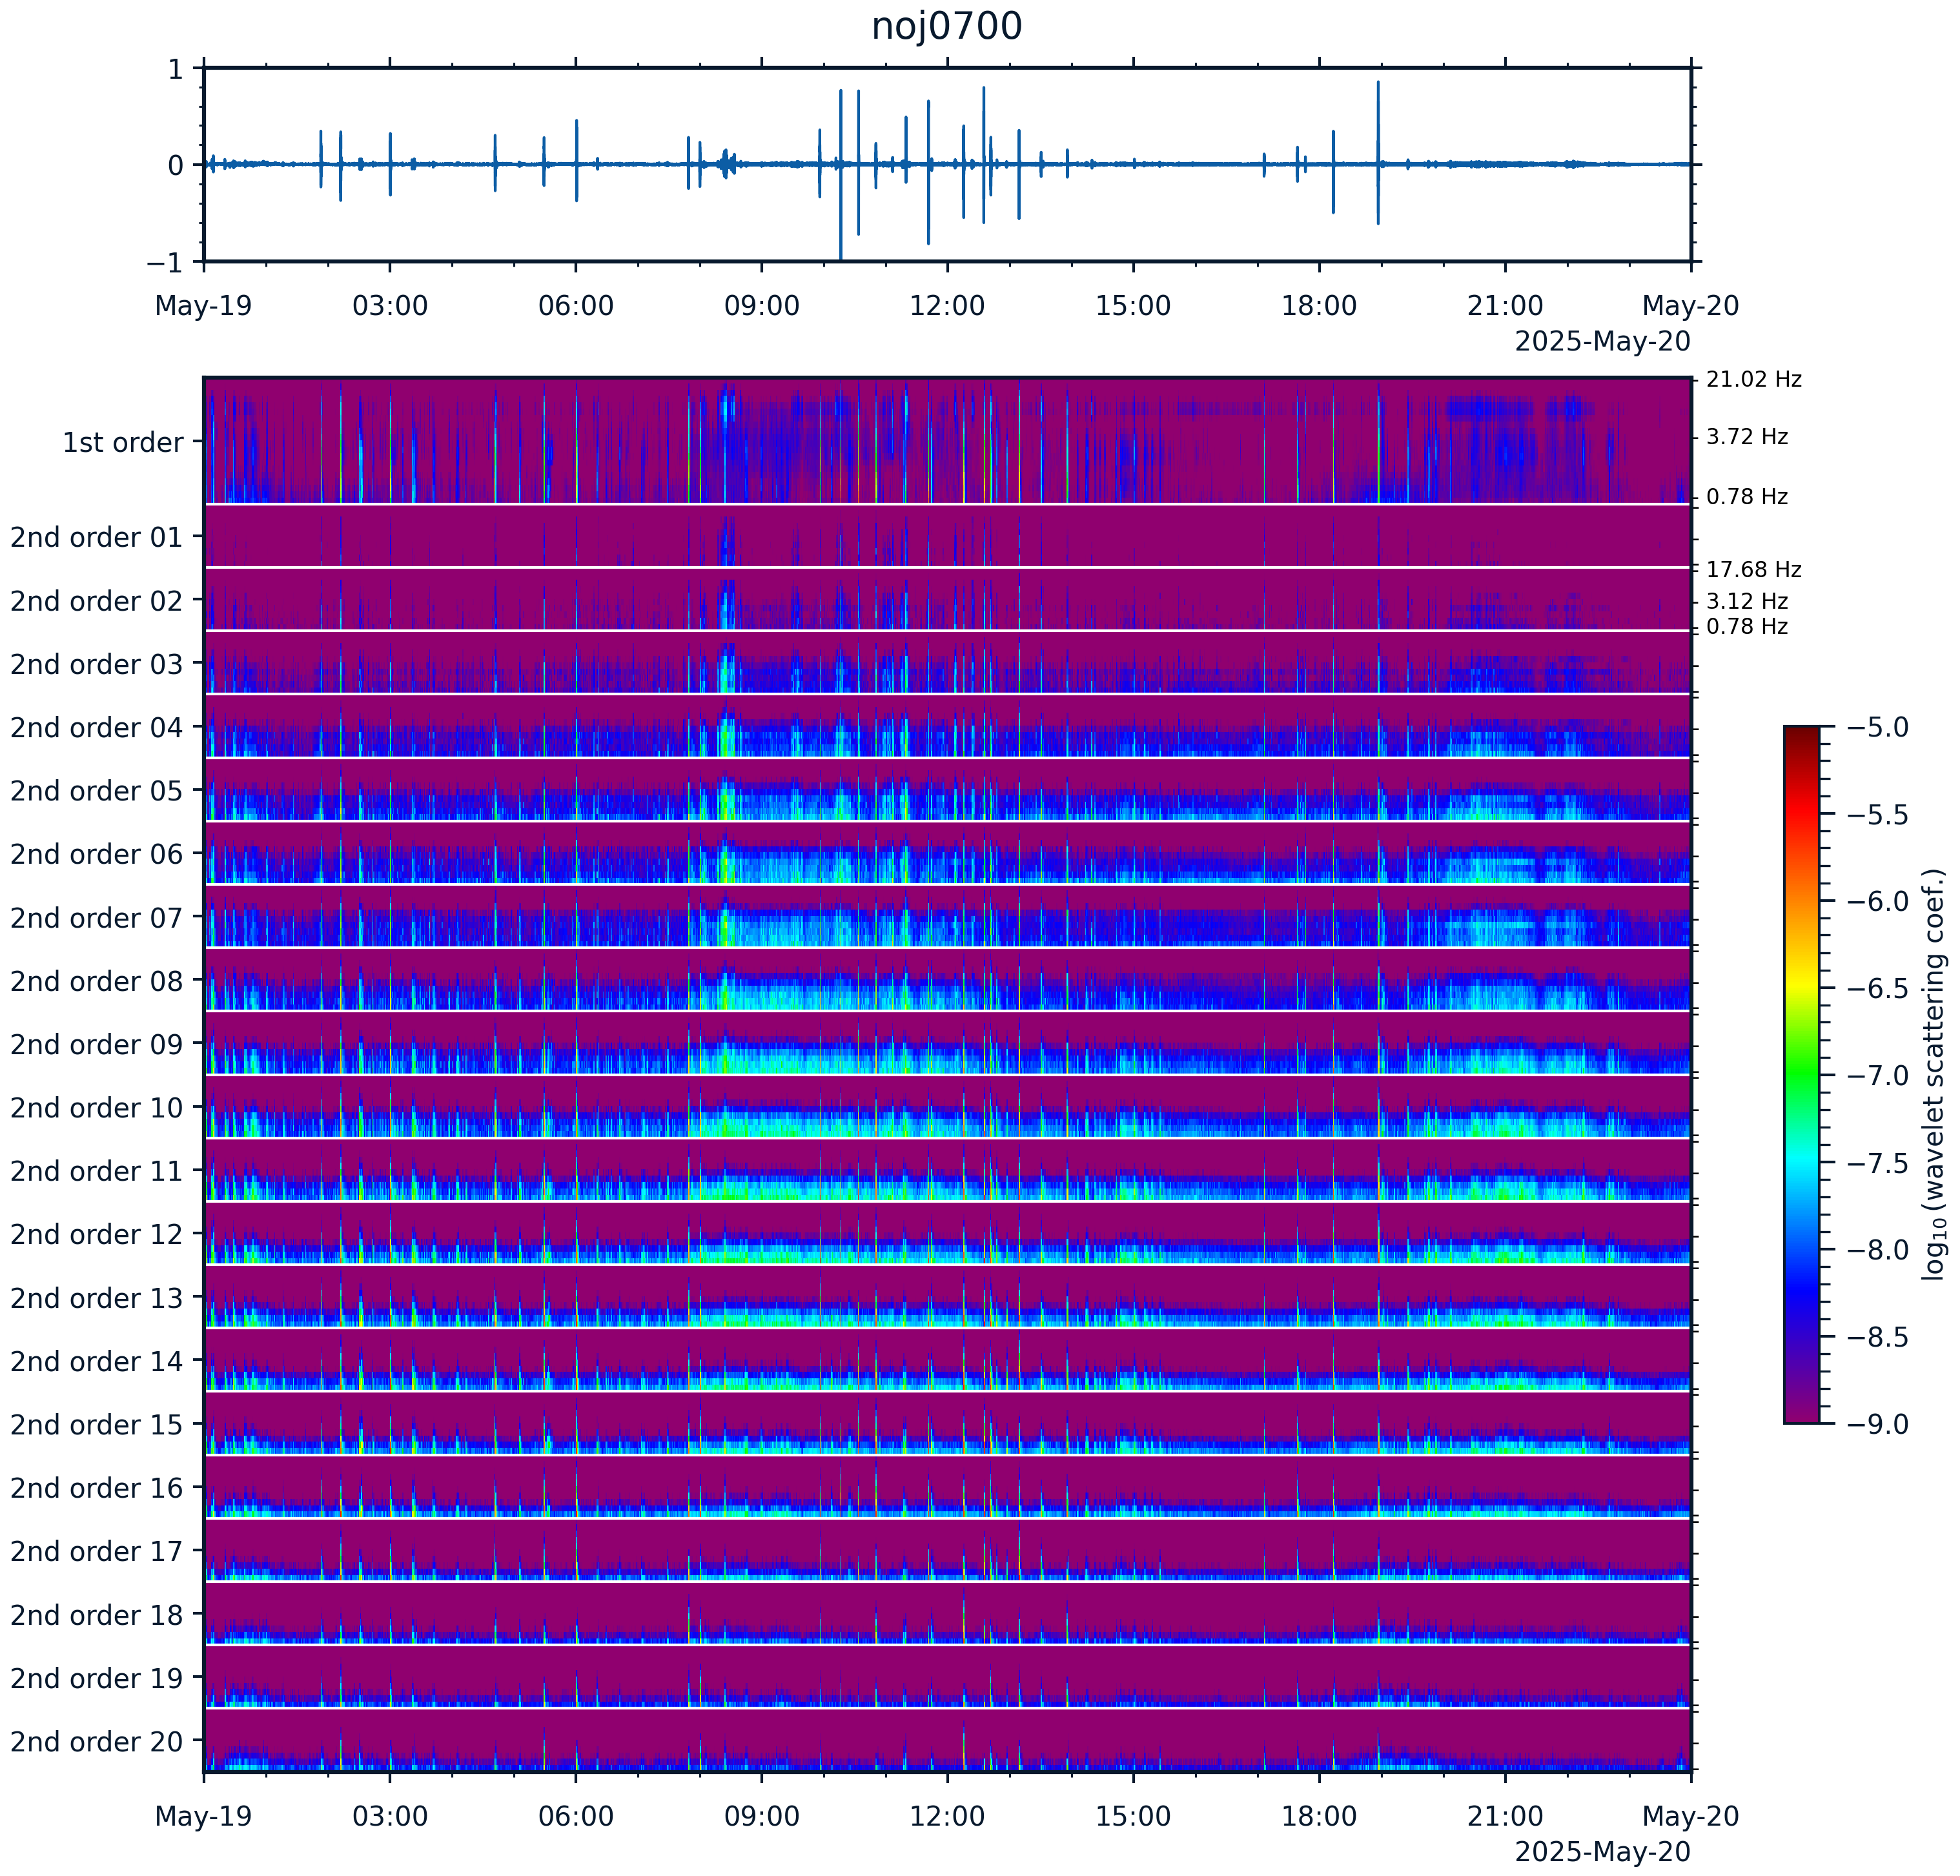 noj0700
1
0
−1
May-19 03:00 06:00 09:00 12:00 15:00 18:00 21:00 May-20
2025-May-20
1st order
2nd order 01
2nd order 02
2nd order 03
2nd order 04
2nd order 05
2nd order 06
2nd order 07
2nd order 08
2nd order 09
2nd order 10
2nd order 11
2nd order 12
2nd order 13
2nd order 14
2nd order 15
2nd order 16
2nd order 17
2nd order 18
2nd order 19
2nd order 20
21.02 Hz
3.72 Hz
0.78 Hz
17.68 Hz
3.12 Hz
0.78 Hz
May-19 03:00 06:00 09:00 12:00 15:00 18:00 21:00 May-20
2025-May-20
−5.0
−5.5
−6.0
−6.5
−7.0
−7.5
−8.0
−8.5
−9.0
log₁₀(wavelet scattering coef.)